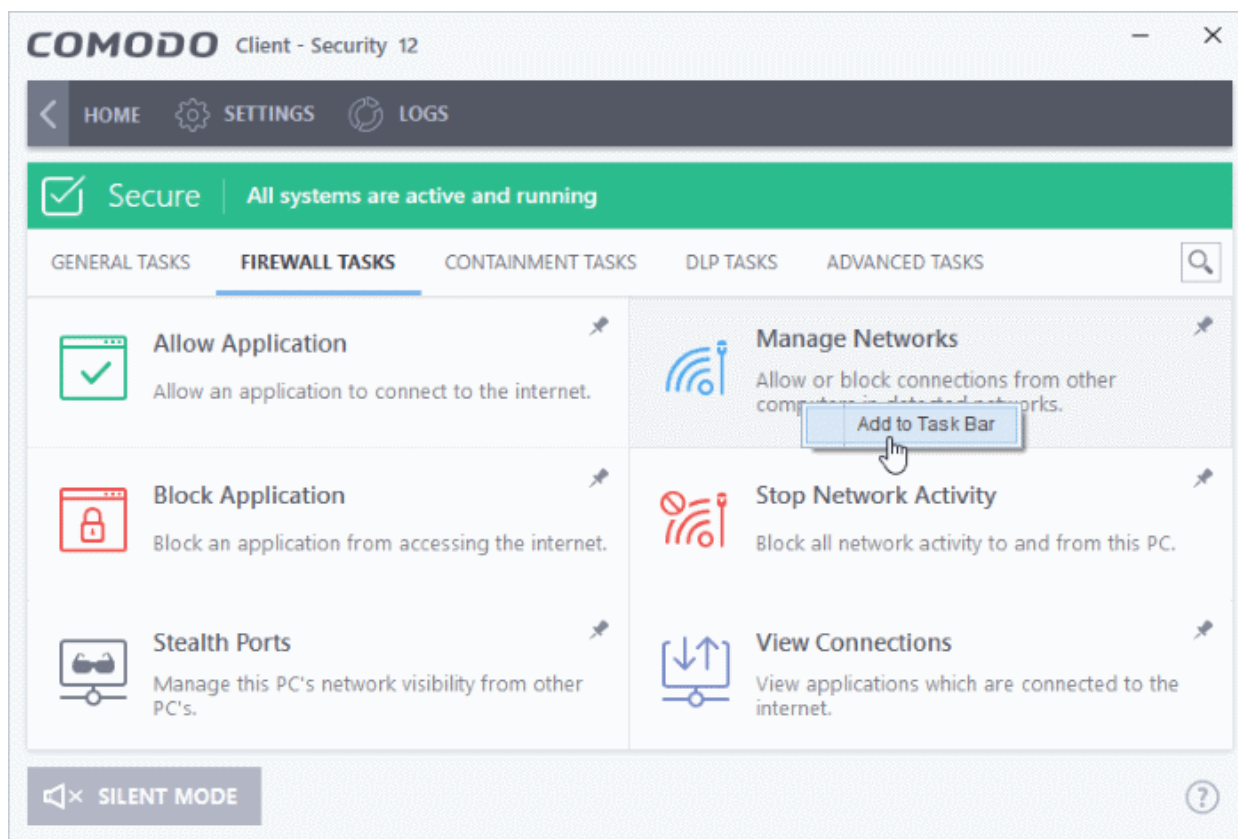 COMODO Client - Security 12
HOME SETTINGS LOGS
Secure All systems are active and running
GENERAL TASKS FIREWALL TASKS CONTAINMENT TASKS DLP TASKS ADVANCED TASKS
Allow Application
Allow an application to connect to the internet.
Manage Networks
Allow or block connections from other
computers in detected networks.
Add to Task Bar
Block Application
Block an application from accessing the internet.
Stop Network Activity
Block all network activity to and from this PC.
Stealth Ports
Manage this PC's network visibility from other
PC's.
View Connections
View applications which are connected to the
internet.
SILENT MODE
?